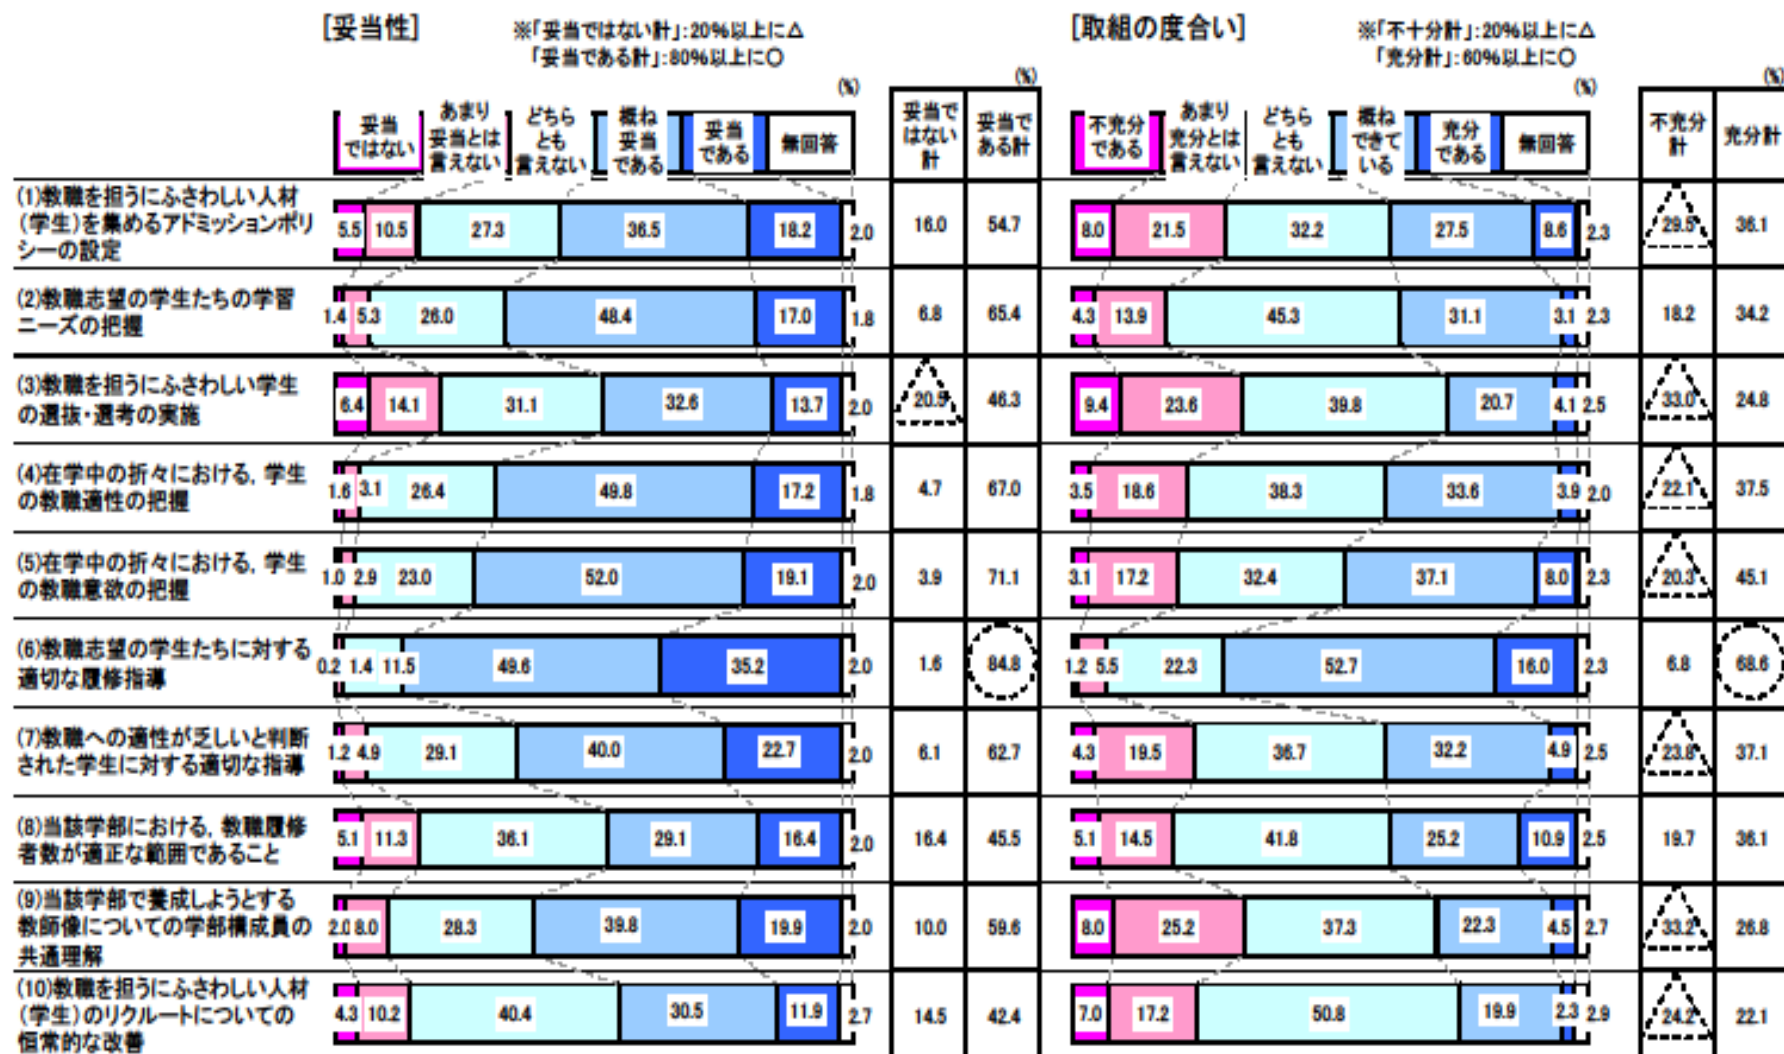 [妥当性]
※「妥当ではない計」:20%以上に△
「妥当である計」:80%以上に○
[取組の度合い]
※「不十分計」:20%以上に△
「充分計」:60%以上に○
(%)
(%)
(%)
(%)
妥当
ではない
あまり
妥当とは
言えない
どちら
とも
言えない
概ね
妥当
である
妥当
である
無回答
妥当で
はない
計
妥当で
ある計
不充分
である
あまり
充分とは
言えない
どちら
とも
言えない
概ね
できて
いる
充分
である
無回答
不充分
計
充分計
(1)教職を担うにふさわしい人材
(学生)を集めるアドミッションポリ
シーの設定
5.5 10.5 27.3 36.5 18.2 2.0 16.0 54.7 8.0 21.5 32.2 27.5 8.6 2.3 29.5 36.1
(2)教職志望の学生たちの学習
ニーズの把握
1.4 5.3 26.0 48.4 17.0 1.8 6.8 65.4 4.3 13.9 45.3 31.1 3.1 2.3 18.2 34.2
(3)教職を担うにふさわしい学生
の選抜・選考の実施
6.4 14.1 31.1 32.6 13.7 2.0 20.5 46.3 9.4 23.6 39.8 20.7 4.1 2.5 33.0 24.8
(4)在学中の折々における, 学生
の教職適性の把握
1.6 3.1 26.4 49.8 17.2 1.8 4.7 67.0 3.5 18.6 38.3 33.6 3.9 2.0 22.1 37.5
(5)在学中の折々における, 学生
の教職意欲の把握
1.0 2.9 23.0 52.0 19.1 2.0 3.9 71.1 3.1 17.2 32.4 37.1 8.0 2.3 20.3 45.1
(6)教職志望の学生たちに対する
適切な履修指導
0.2 1.4 11.5 49.6 35.2 2.0 1.6 84.8 1.2 5.5 22.3 52.7 16.0 2.3 6.8 68.6
(7)教職への適性が乏しいと判断
された学生に対する適切な指導
1.2 4.9 29.1 40.0 22.7 2.0 6.1 62.7 4.3 19.5 36.7 32.2 4.9 2.5 23.8 37.1
(8)当該学部における, 教職履修
者数が適正な範囲であること
5.1 11.3 36.1 29.1 16.4 2.0 16.4 45.5 5.1 14.5 41.8 25.2 10.9 2.5 19.7 36.1
(9)当該学部で養成しようとする
教師像についての学部構成員の
共通理解
2.0 8.0 28.3 39.8 19.9 2.0 10.0 59.6 8.0 25.2 37.3 22.3 4.5 2.7 33.2 26.8
(10)教職を担うにふさわしい人材
(学生)のリクルートについての
恒常的な改善
4.3 10.2 40.4 30.5 11.9 2.7 14.5 42.4 7.0 17.2 50.8 19.9 2.3 2.9 24.2 22.1